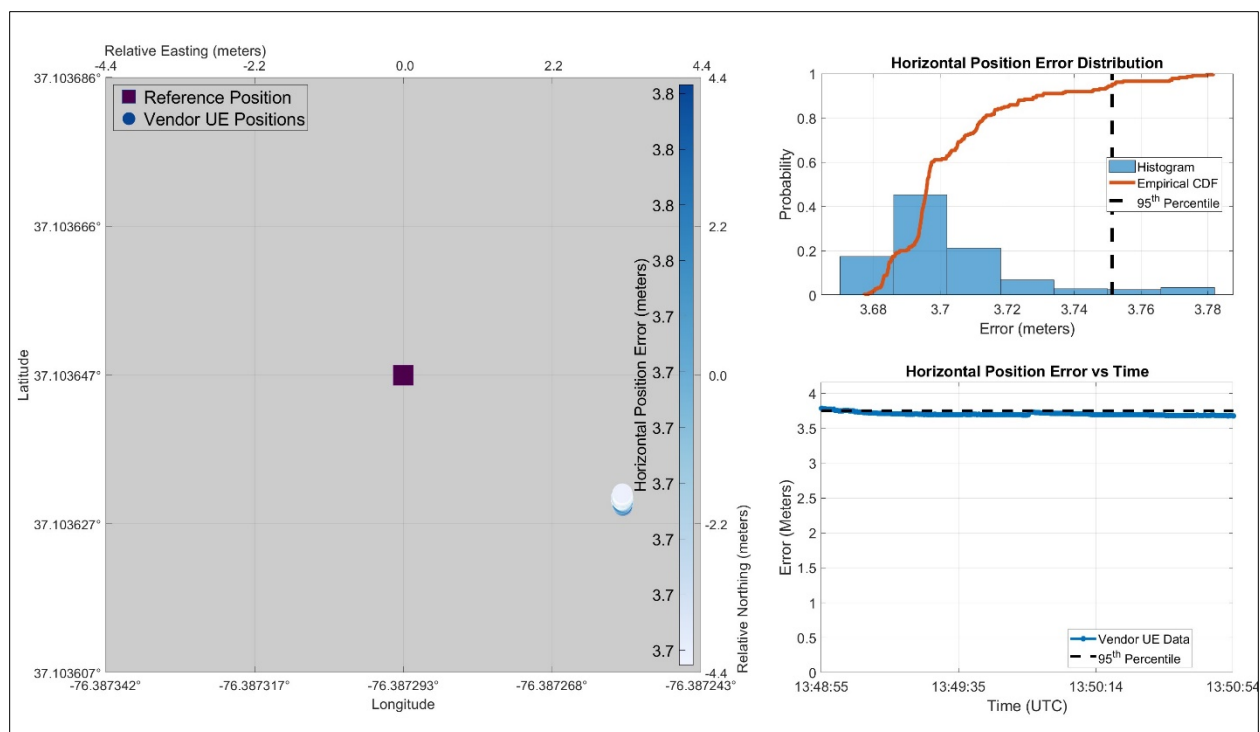 Relative Easting (meters)
-4.4 -2.2 0.0 2.2 4.4
37.103686°
37.103666°
37.103647°
37.103627°
37.103607°
Latitude
Reference Position
Vendor UE Positions
-76.387342° -76.387317° -76.387293° -76.387268° -76.387243°
Longitude
Horizontal Position Error (meters)
3.8
3.8
3.8
3.8
3.7
3.7
3.7
3.7
3.7
3.7
3.7
4.4
2.2
0.0
-2.2
-4.4
Relative Northing (meters)
Horizontal Position Error Distribution
Probability
1
0.8
0.6
0.4
0.2
0
Histogram
Empirical CDF
95th Percentile
3.68 3.7 3.72 3.74 3.76 3.78
Error (meters)
Horizontal Position Error vs Time
Error (Meters)
4
3.5
3
2.5
2
1.5
1
0.5
0
Vendor UE Data
95th Percentile
13:48:55 13:49:35 13:50:14 13:50:54
Time (UTC)